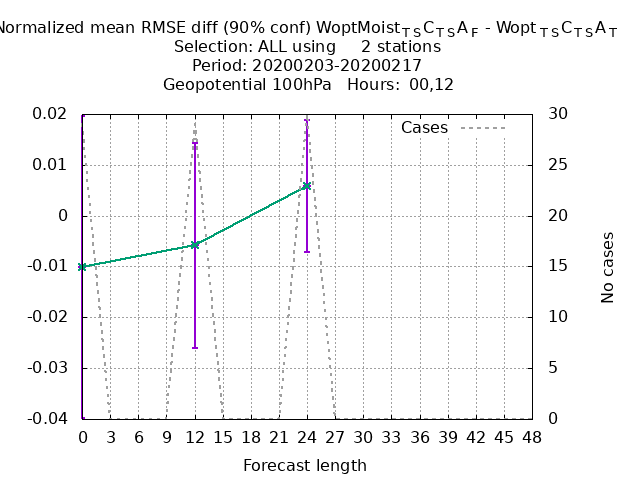 Normalized mean RMSE diff (90% conf) WoptMoist_TSC_TSA_F - Wopt_TSC_TSA_T
Selection: ALL using 2 stations
Period: 20200203-20200217
Geopotential 100hPa Hours: 00,12
Cases
0.02
0.01
0
-0.01
-0.02
-0.03
-0.04
30
25
20
15
10
5
0
No cases
0 3 6 9 12 15 18 21 24 27 30 33 36 39 42 45 48
Forecast length